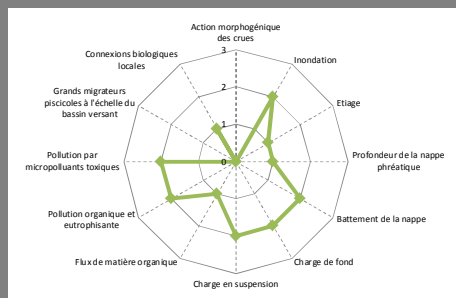 Action morphogénique
des crues
3
Inondation
2
Etiage
1
Profondeur de la nappe
phréatique
0
Battement de la nappe
Charge de fond
Charge en suspension
Flux de matière organique
Pollution organique et
eutrophisante
Pollution par
micropolluants toxiques
Grands migrateurs
piscicoles à l'échelle du
bassin versant
Connexions biologiques
locales